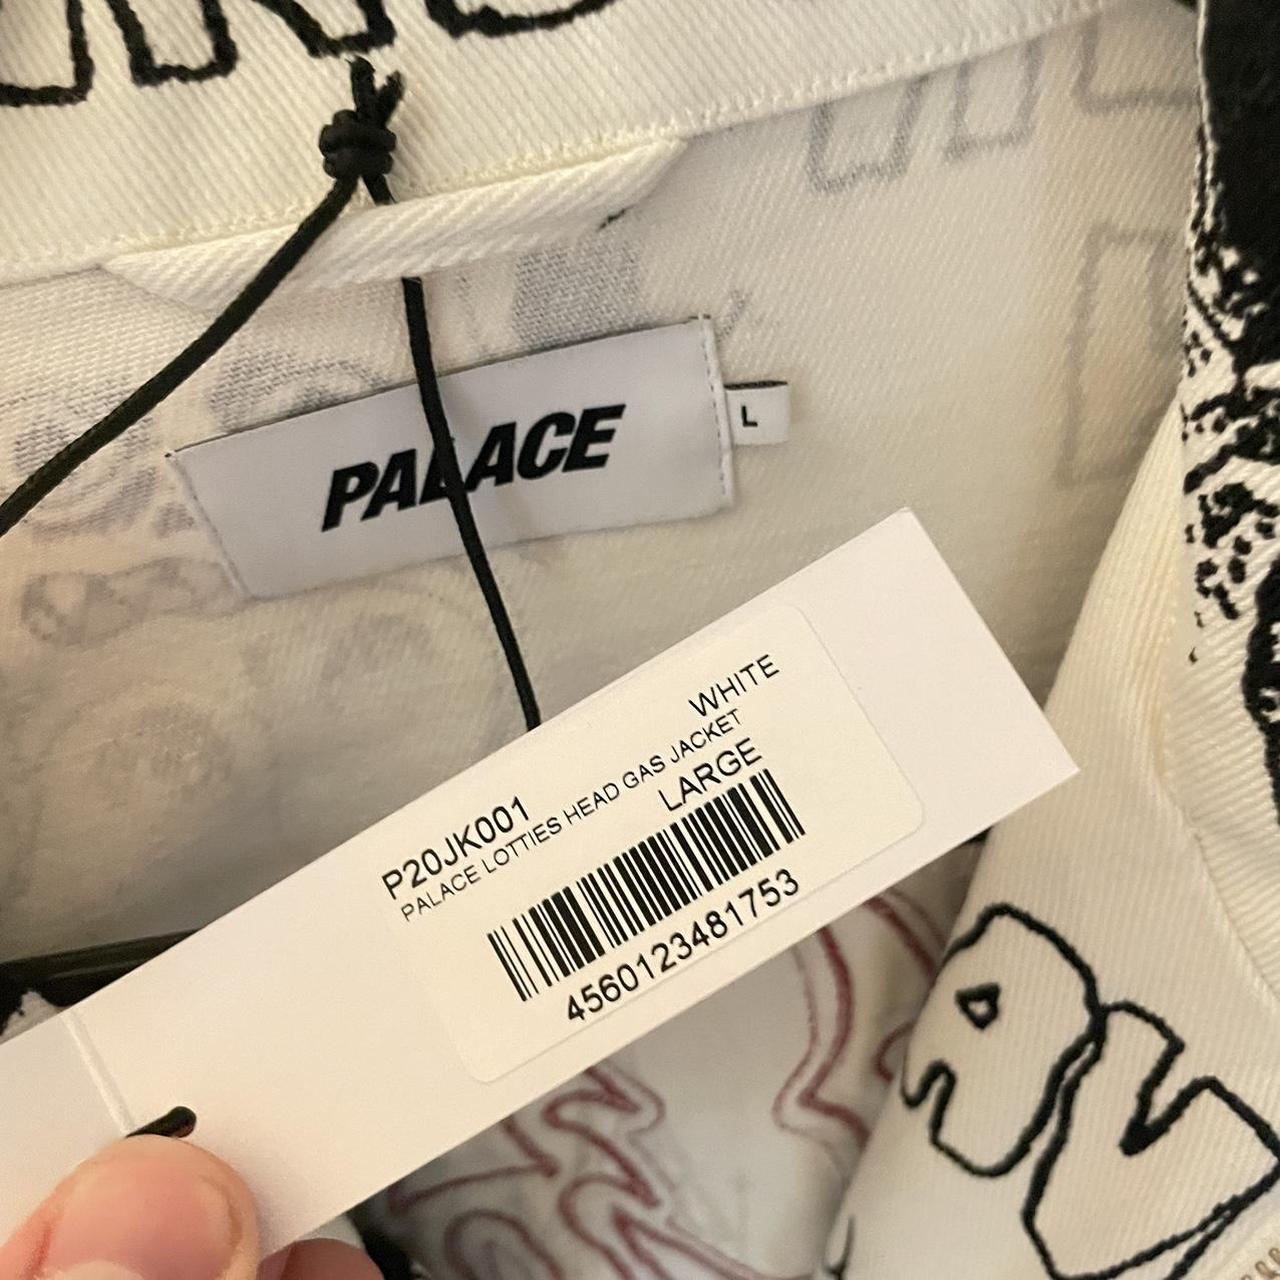 PALACE
L
WHITE
P20JK001
PALACE LOTTIES HEAD GAS JACKET
LARGE
4560123481753